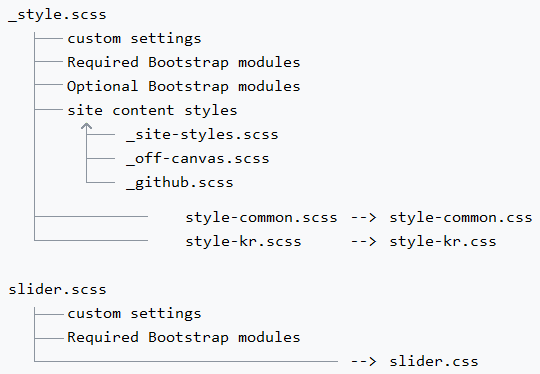 _style.scss
custom settings
Required Bootstrap modules
Optional Bootstrap modules
site content styles
_site-styles.scss
_off-canvas.scss
_github.scss
style-common.scss --> style-common.css
style-kr.scss --> style-kr.css
slider.scss
custom settings
Required Bootstrap modules
--> slider.css